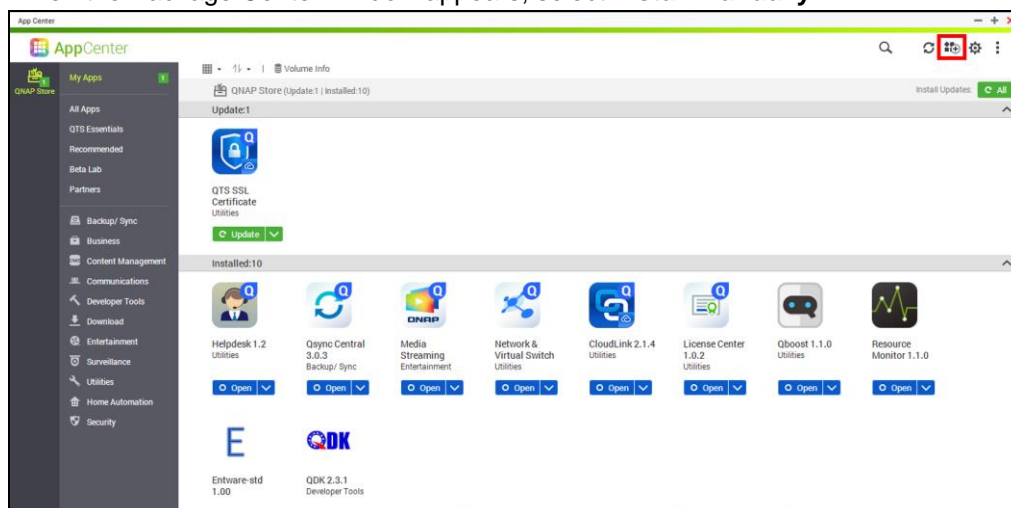 App Center
AppCenter
QNAP Store
1
My Apps 1
All Apps
QTS Essentials
Recommended
Beta Lab
Partners
Backup/ Sync
Business
Content Management
Communications
Developer Tools
Download
Entertainment
Surveillance
Utilities
Home Automation
Security
Volume Info
QNAP Store (Update:1 | Installed:10)
Install Updates: All
Update:1
QTS SSL
Certificate
Utilities
Update
Installed:10
Helpdesk 1.2
Utilities
Open
Qsync Central
3.0.3
Backup/ Sync
Open
QNAP
Media
Streaming
Entertainment
Open
Network &
Virtual Switch
Utilities
Open
CloudLink 2.1.4
Utilities
Open
License Center
1.0.2
Utilities
Open
Qboost 1.1.0
Utilities
Open
Resource
Monitor 1.1.0
Open
E
Entware-std
1.00
QDK
QDK 2.3.1
Developer Tools